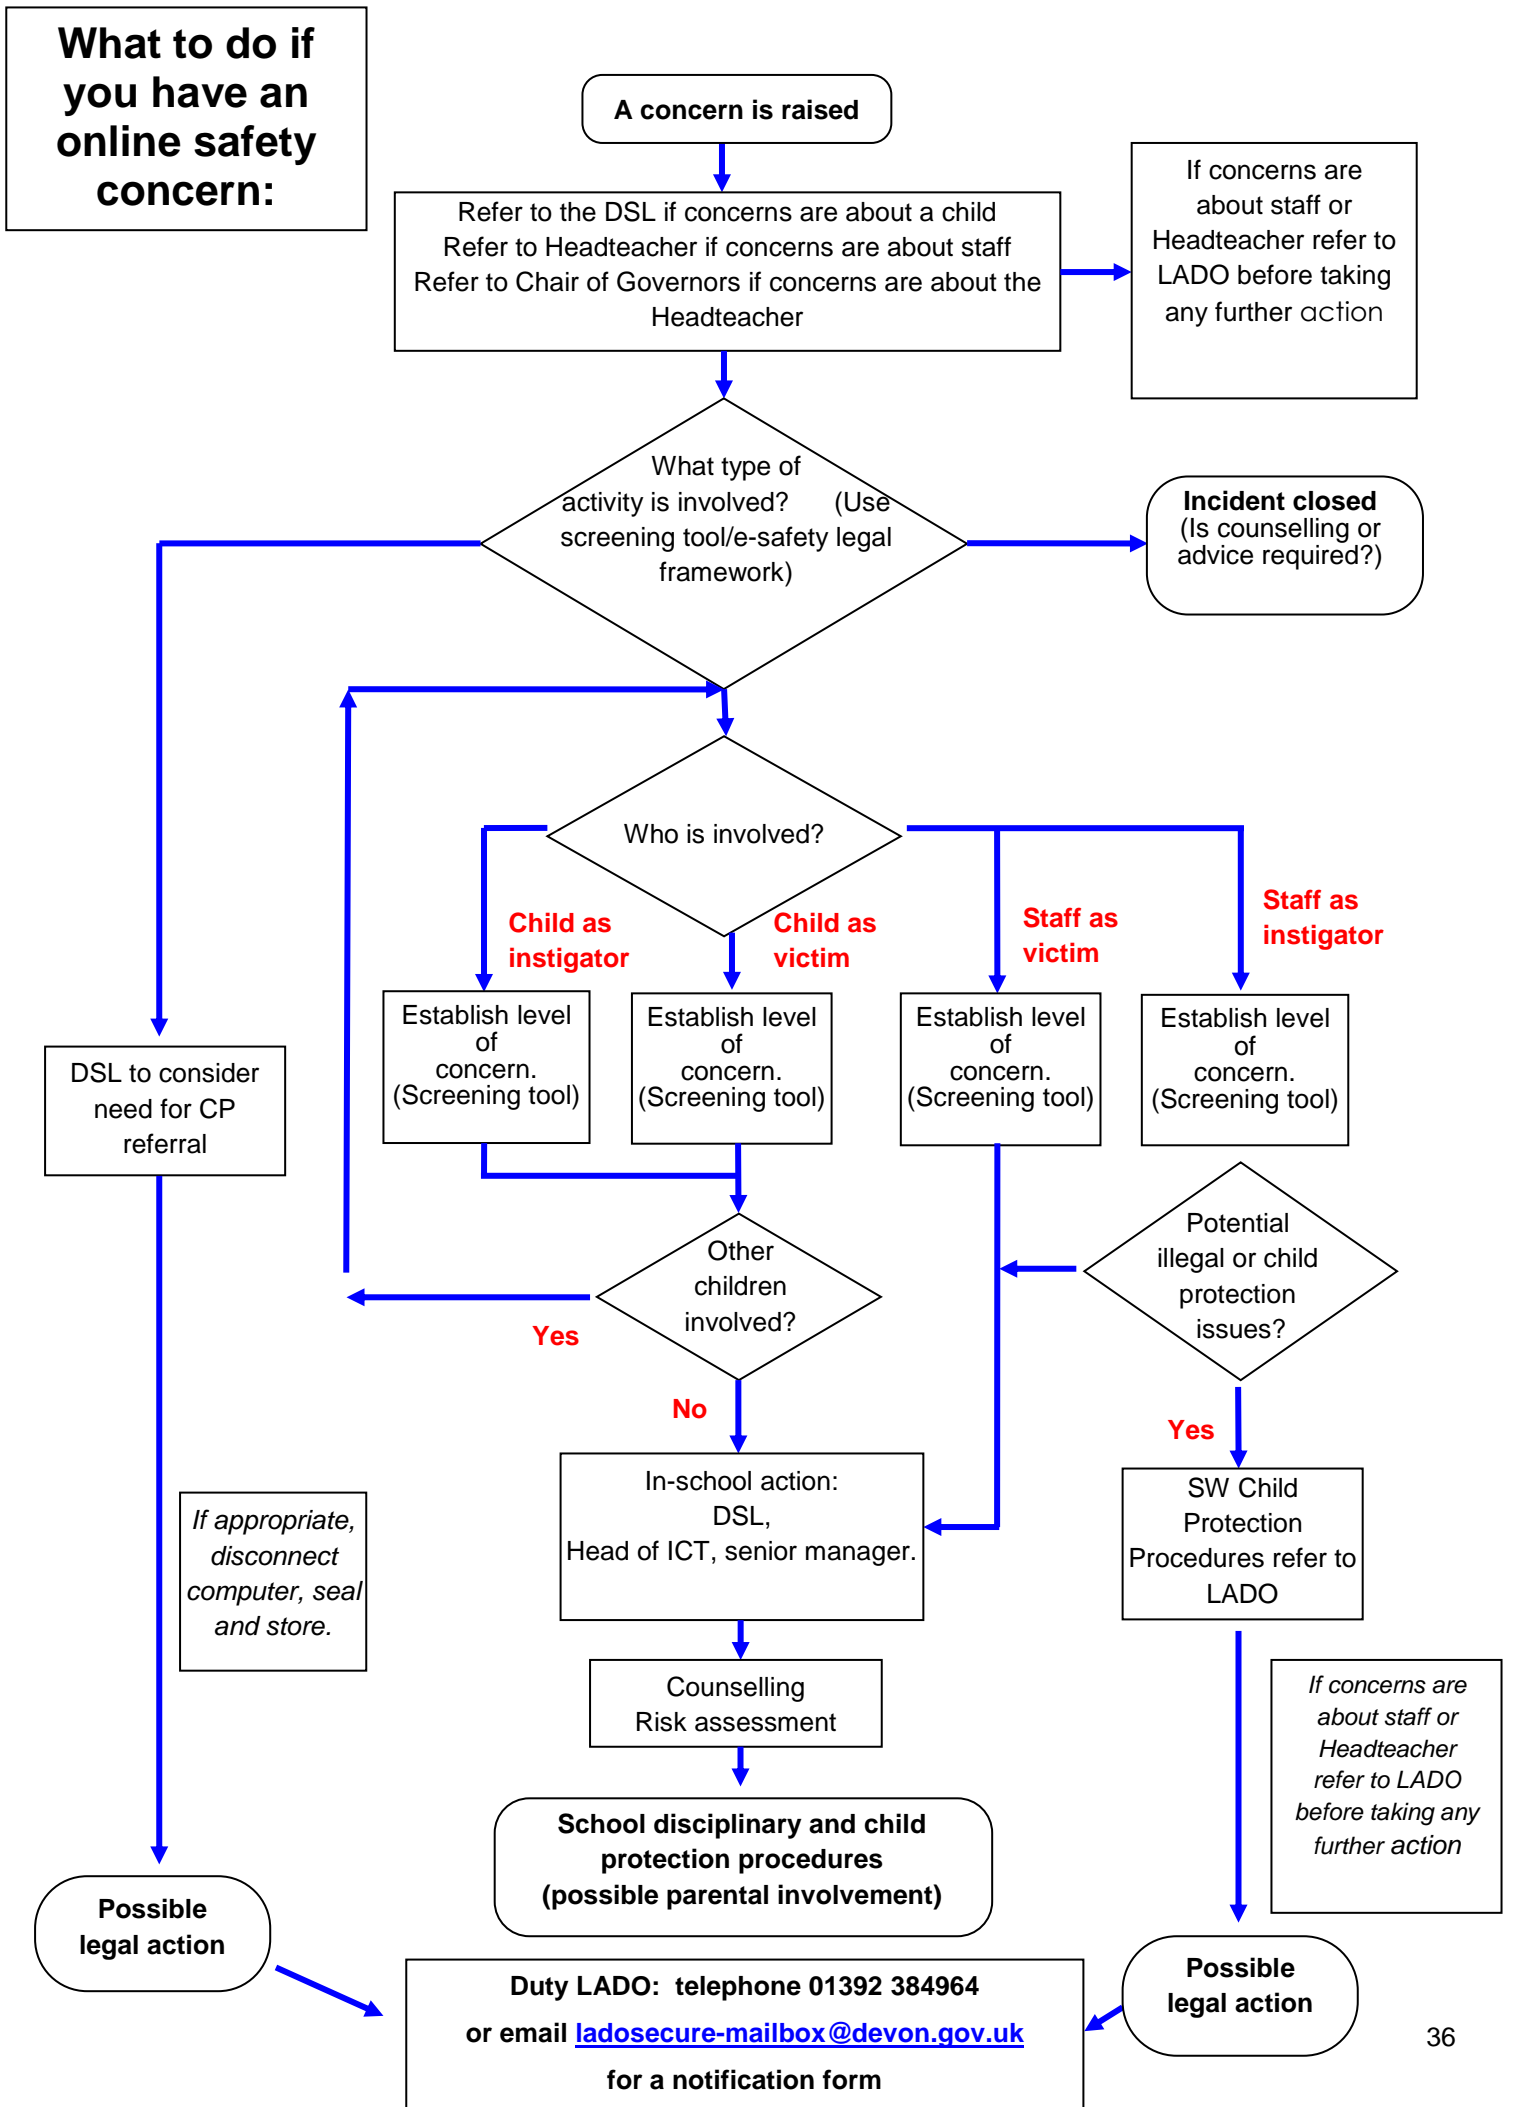 What to do if
you have an
online safety
concern:
A concern is raised
Refer to the DSL if concerns are about a child
Refer to Headteacher if concerns are about staff
Refer to Chair of Governors if concerns are about the
Headteacher
If concerns are
about staff or
Headteacher refer to
LADO before taking
any further action
What type of
activity is involved? (Use
screening tool/e-safety legal
framework)
Incident closed
(Is counselling or
advice required?)
Who is involved?
Child as
instigator
Child as
victim
Staff as
victim
Staff as
instigator
Establish level
of
concern.
(Screening tool)
Establish level
of
concern.
(Screening tool)
Establish level
of
concern.
(Screening tool)
Establish level
of
concern.
(Screening tool)
DSL to consider
need for CP
referral
Other
children
involved?
Potential
illegal or child
protection
issues?
Yes
No
Yes
In-school action:
DSL,
Head of ICT, senior manager.
SW Child
Protection
Procedures refer to
LADO
If appropriate,
disconnect
computer, seal
and store.
Counselling
Risk assessment
If concerns are
about staff or
Headteacher
refer to LADO
before taking any
further action
School disciplinary and child
protection procedures
(possible parental involvement)
Possible
legal action
Possible
legal action
Duty LADO: telephone 01392 384964
or email ladosecure-mailbox@devon.gov.uk
for a notification form
36